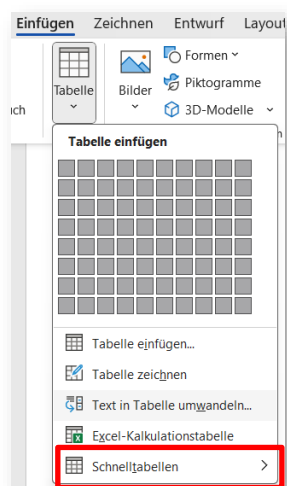 Einfügen Zeichnen Entwurf Layout
Formen
Piktogramme
3D-Modelle
Tabelle
Bilder
Tabelle einfügen
Tabelle einfügen...
Tabelle zeichnen
Text in Tabelle umwandeln...
Excel-Kalkulationstabelle
Schnelltabellen